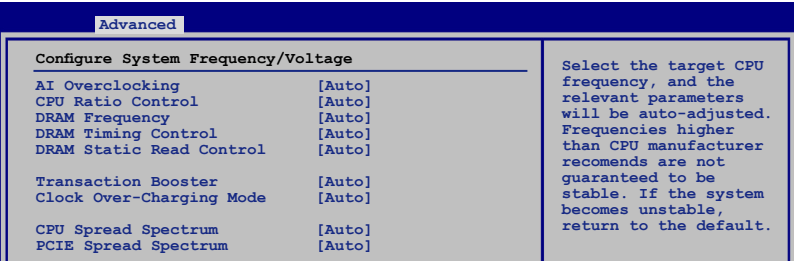 Advanced
Configure System Frequency/Voltage
AI Overclocking [Auto]
CPU Ratio Control [Auto]
DRAM Frequency [Auto]
DRAM Timing Control [Auto]
DRAM Static Read Control [Auto]
Transaction Booster [Auto]
Clock Over-Charging Mode [Auto]
CPU Spread Spectrum [Auto]
PCIE Spread Spectrum [Auto]
Select the target CPU
frequency, and the
relevant parameters
will be auto-adjusted.
Frequencies higher
than CPU manufacturer
recomends are not
guaranteed to be
stable. If the system
becomes unstable,
return to the default.